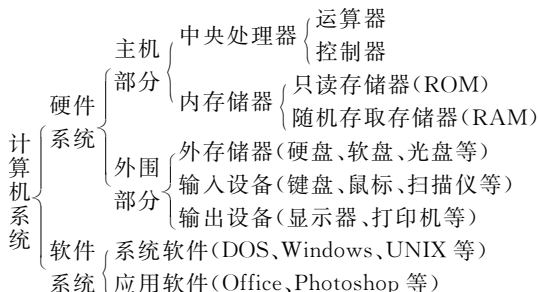 计算机系统
硬件系统
主机部分
中央处理器
运算器
控制器
内存储器
只读存储器(ROM)
随机存取存储器(RAM)
外围部分
外存储器(硬盘、软盘、光盘等)
输入设备(键盘、鼠标、扫描仪等)
输出设备(显示器、打印机等)
软件系统
系统软件(DOS、Windows、UNIX 等)
应用软件(Office、Photoshop 等)